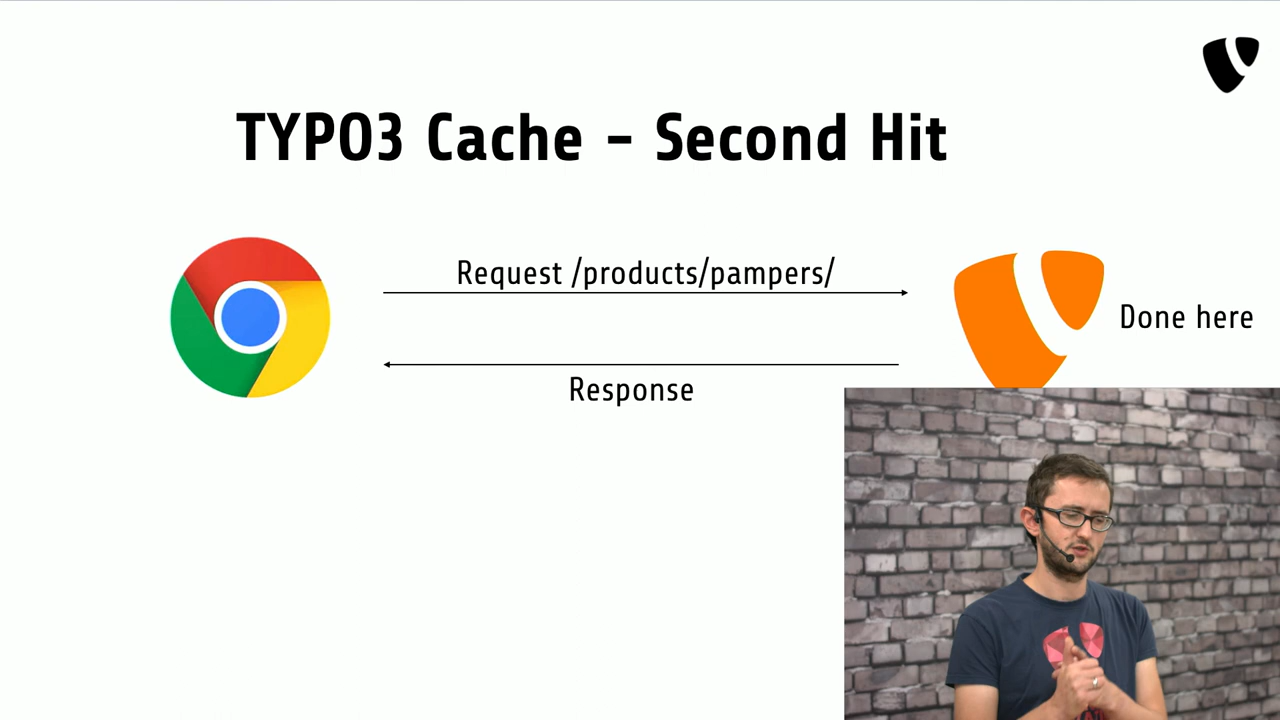 TYPO3 Cache - Second Hit
Request /products/pampers/
Done here
Response